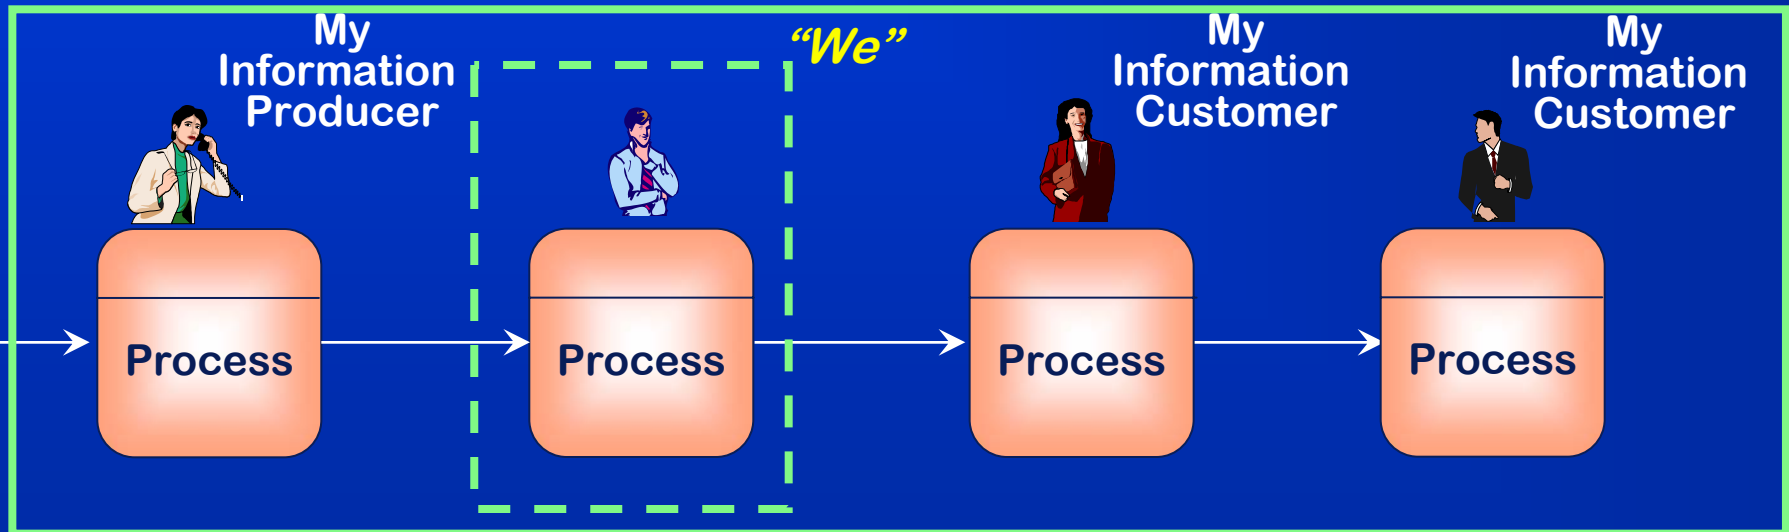 My
Information
Producer
“We”
My
Information
Customer
My
Information
Customer
Process
Process
Process
Process